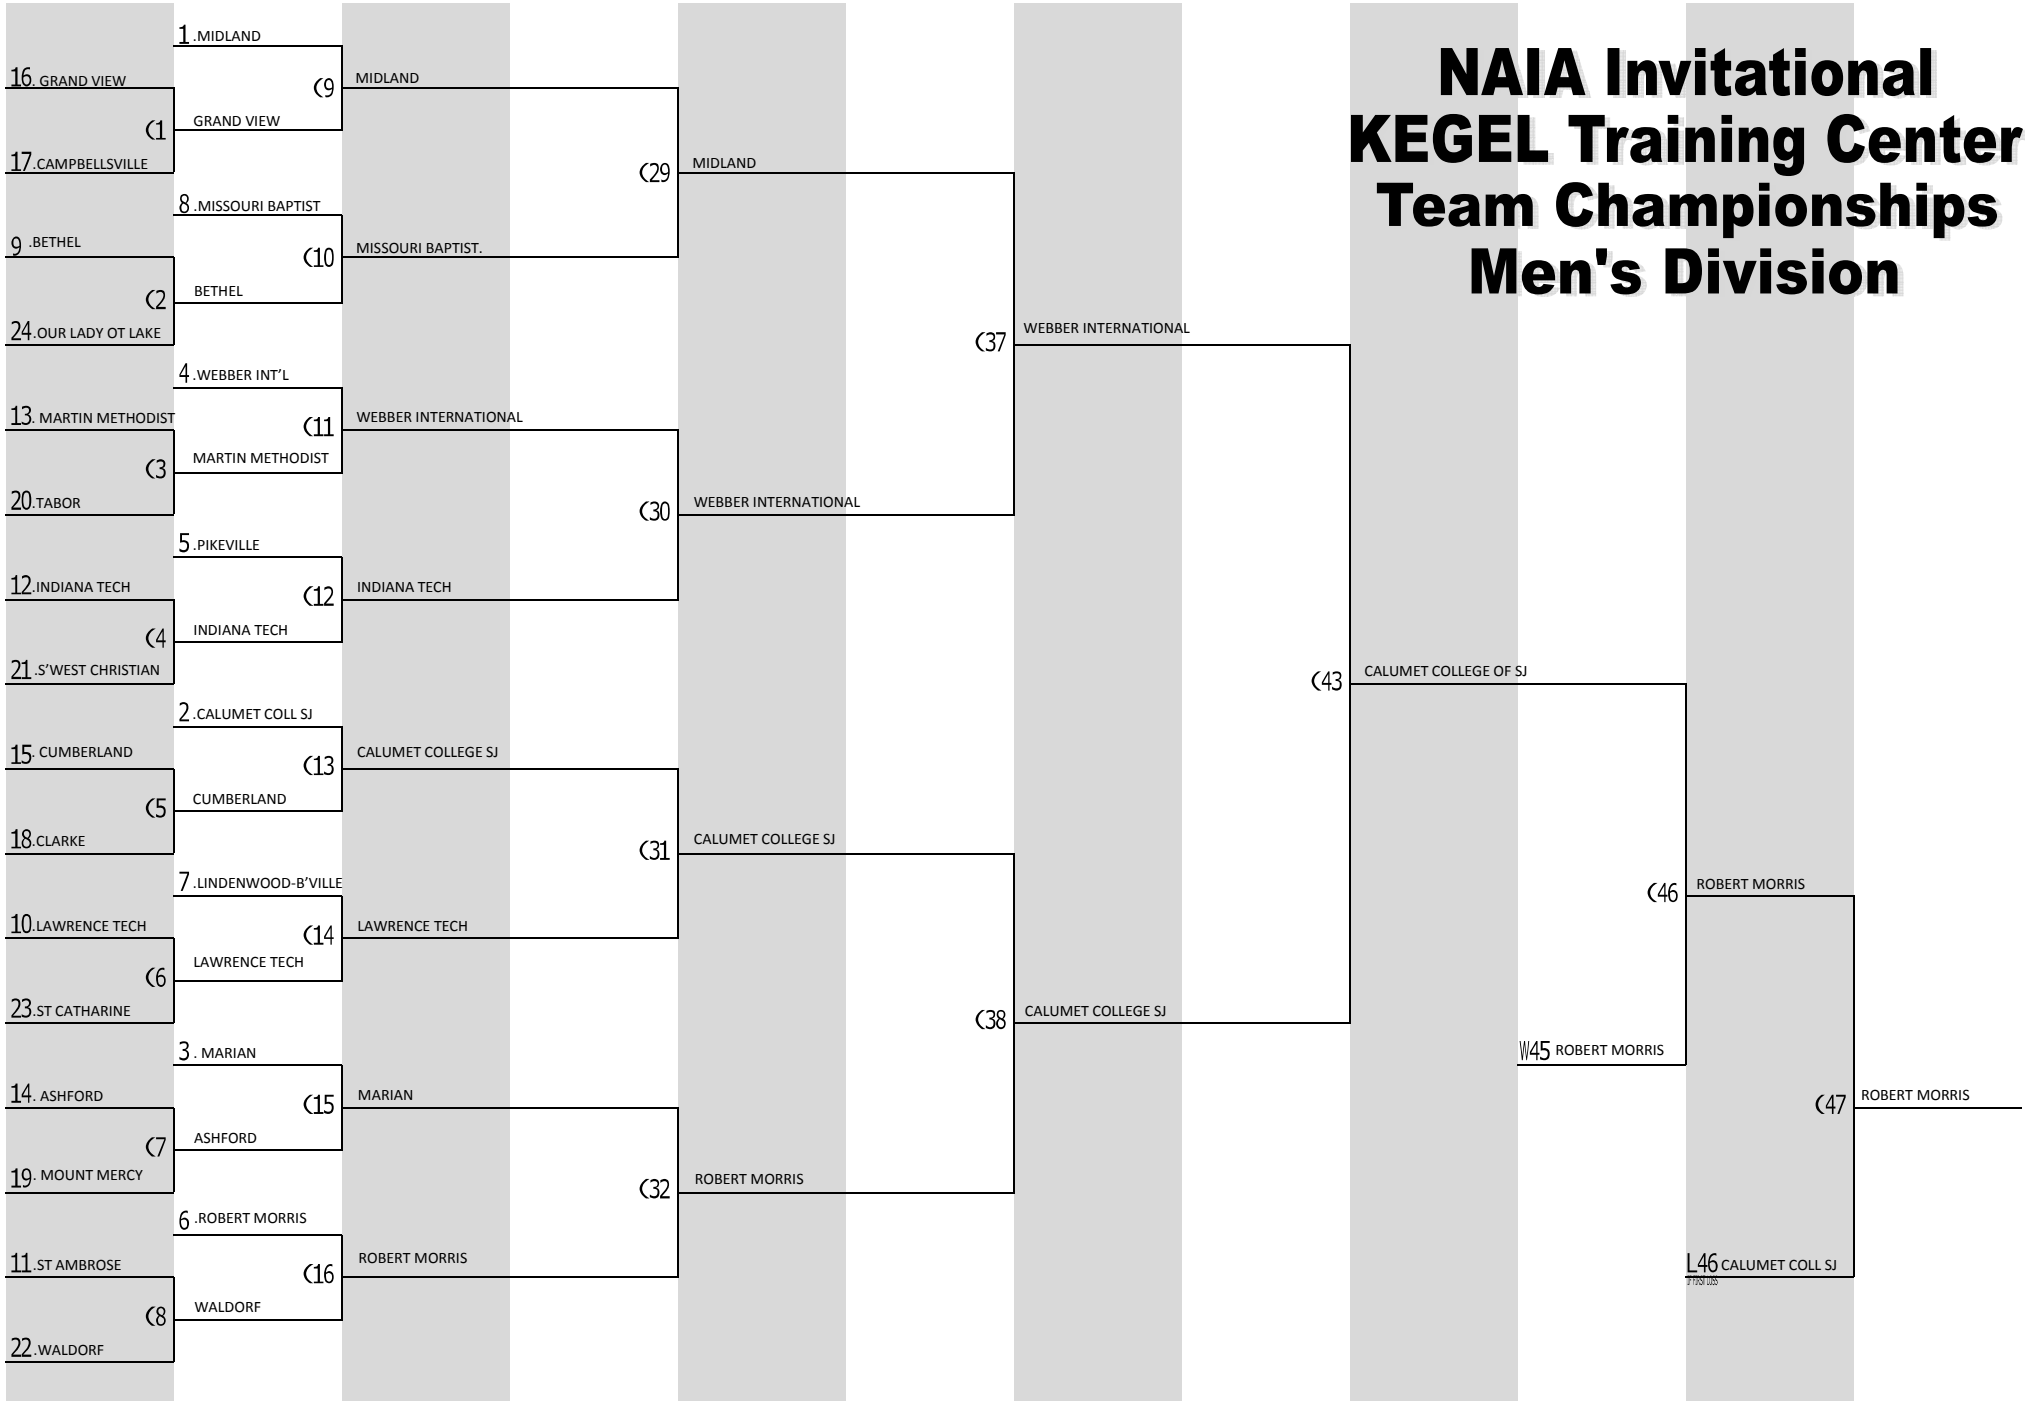 NAIA Invitational
KEGEL Training Center
Team Championships
Men's Division
1 .MIDLAND
16. GRAND VIEW
(9
MIDLAND
(1
GRAND VIEW
17.CAMPBELLSVILLE
(29
MIDLAND
8 .MISSOURI BAPTIST
9 .BETHEL
(10
MISSOURI BAPTIST.
(2
BETHEL
24.OUR LADY OT LAKE
(37
WEBBER INTERNATIONAL
4 .WEBBER INT'L
13. MARTIN METHODIST
(11
WEBBER INTERNATIONAL
(3
MARTIN METHODIST
20.TABOR
(30
WEBBER INTERNATIONAL
5 .PIKEVILLE
12.INDIANA TECH
(12
INDIANA TECH
(4
INDIANA TECH
21.S'WEST CHRISTIAN
(43
CALUMET COLLEGE OF SJ
2 .CALUMET COLL SJ
15. CUMBERLAND
(13
CALUMET COLLEGE SJ
(5
CUMBERLAND
18.CLARKE
(31
CALUMET COLLEGE SJ
7 .LINDENWOOD-B'VILLE
(46
ROBERT MORRIS
10.LAWRENCE TECH
(14
LAWRENCE TECH
(6
LAWRENCE TECH
23.ST CATHARINE
(38
CALUMET COLLEGE SJ
3 . MARIAN
W45 ROBERT MORRIS
14. ASHFORD
(15
MARIAN
(47
ROBERT MORRIS
(7
ASHFORD
19. MOUNT MERCY
(32
ROBERT MORRIS
6 .ROBERT MORRIS
11.ST AMBROSE
(16
ROBERT MORRIS
L46 CALUMET COLL SJ
IF FIRST LOSS
(8
WALDORF
22.WALDORF